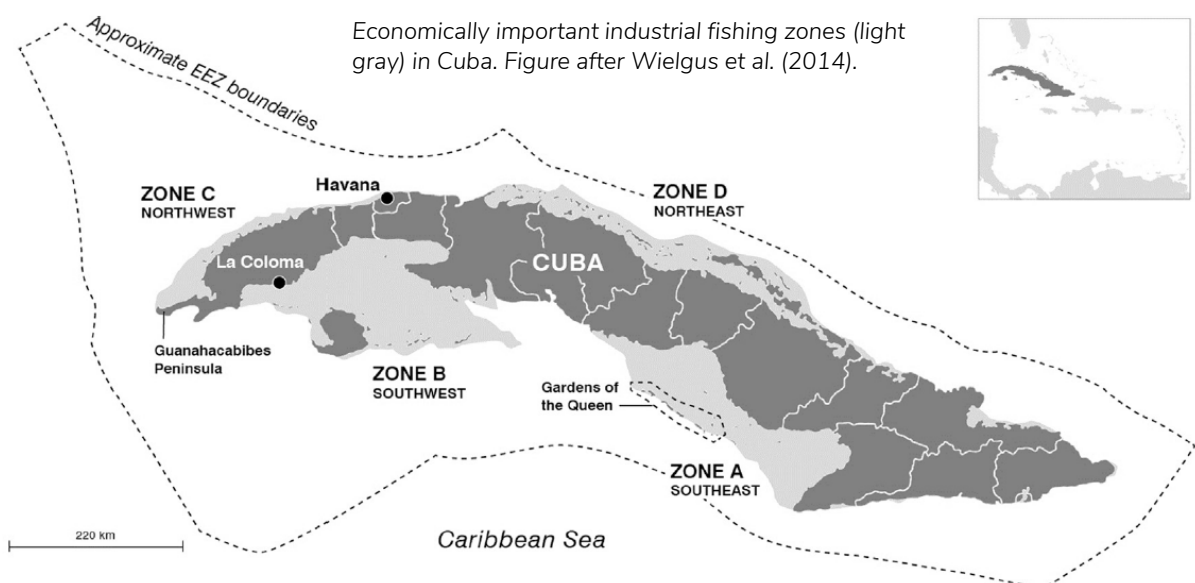 Economically important industrial fishing zones (light
gray) in Cuba. Figure after Wielgus et al. (2014).
Approximate EEZ boundaries
ZONE C
NORTHWEST
Havana
ZONE D
NORTHEAST
La Coloma
CUBA
Guanahacabibes
Peninsula
ZONE B
SOUTHWEST
Gardens of
the Queen
ZONE A
SOUTHEAST
220 km
Caribbean Sea